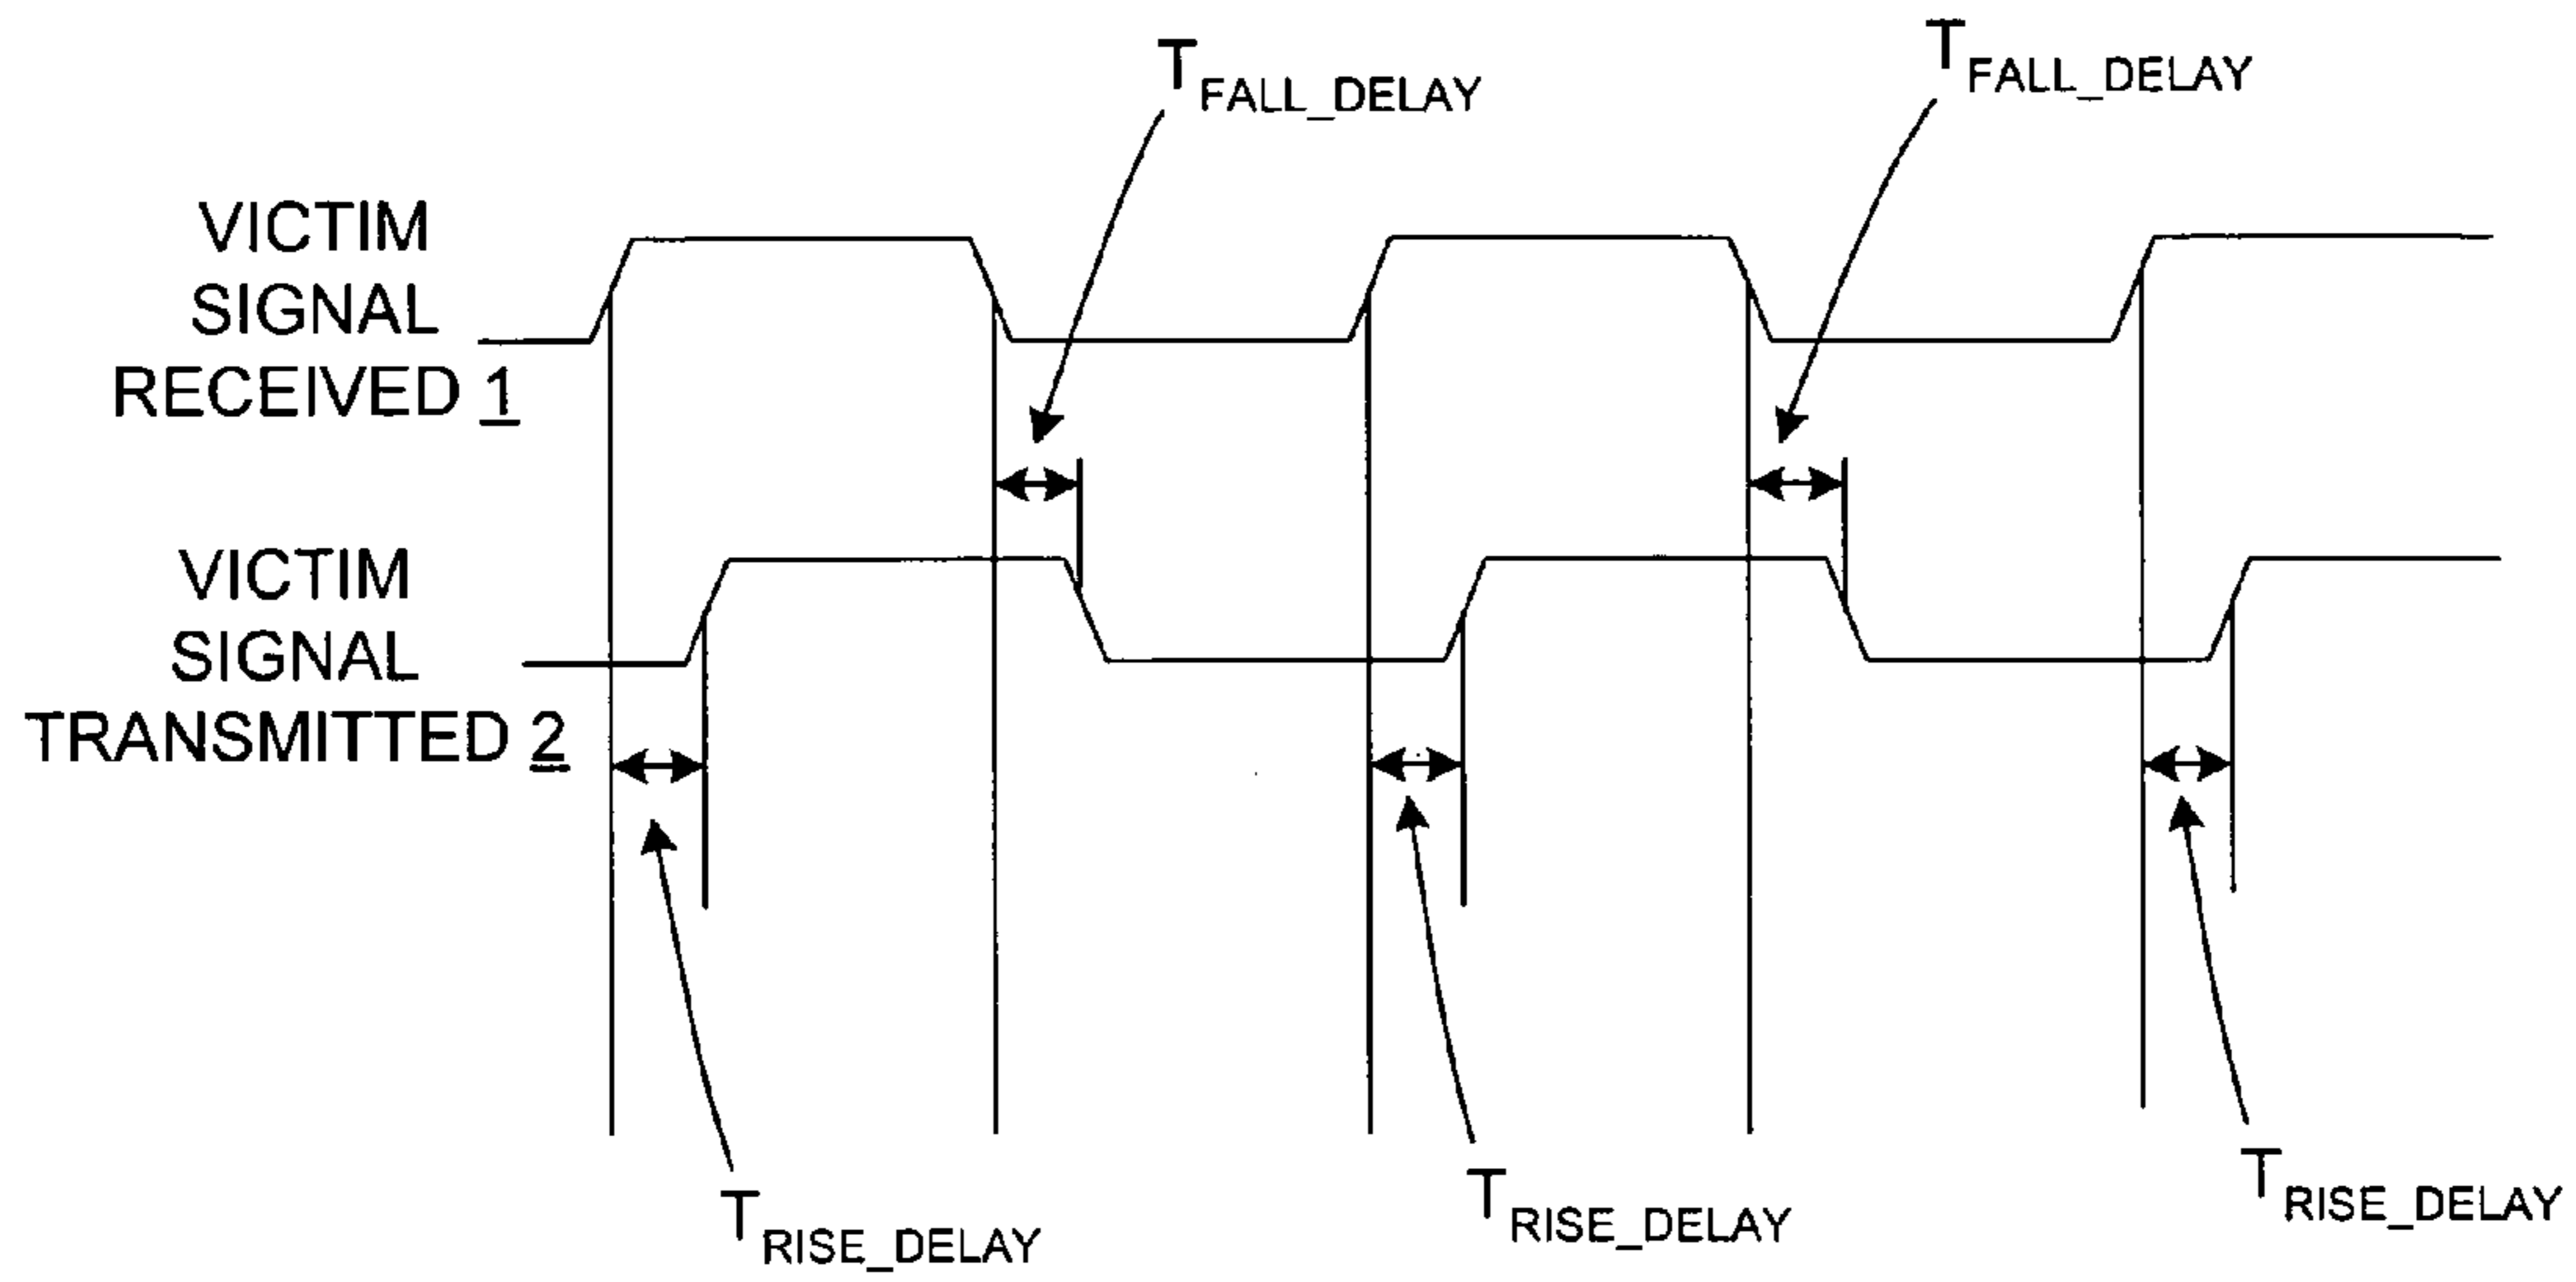 T FALL_DELAY
T FALL_DELAY
VICTIM
SIGNAL
RECEIVED 1
VICTIM
SIGNAL
TRANSMITTED 2
T RISE_DELAY
T RISE_DELAY
T RISE_DELAY